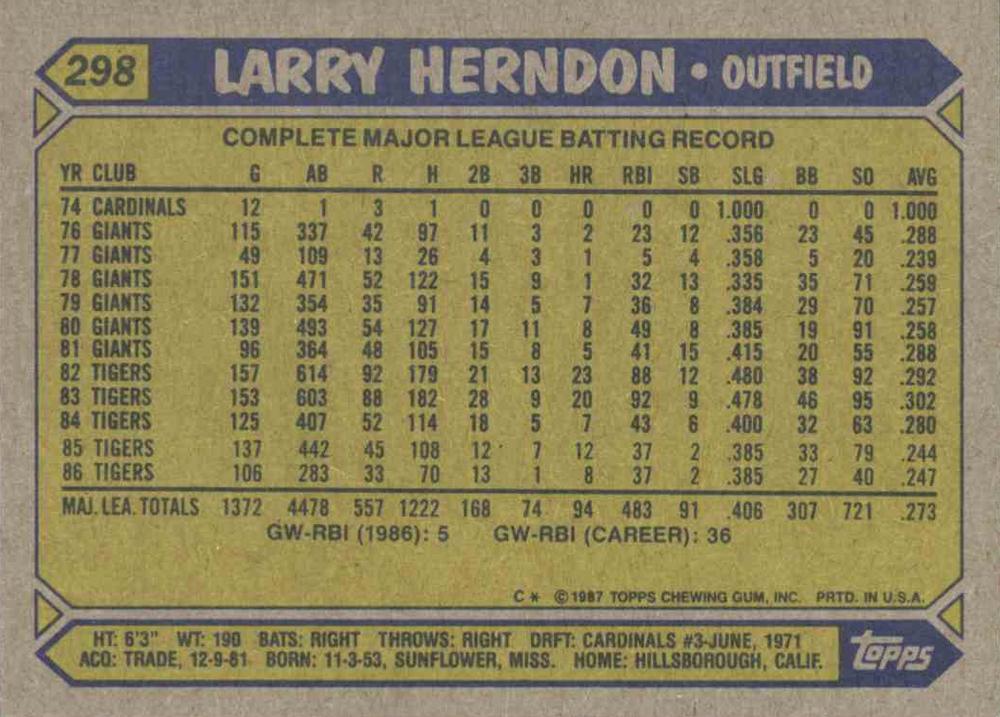 298 LARRY HERNDON • OUTFIELD
COMPLETE MAJOR LEAGUE BATTING RECORD
YR CLUB G AB R H 2B 3B HR RBI SB SLG BB SO AVG
74 CARDINALS 12 1 3 1 0 0 0 0 0 1.000 0 0 1.000
76 GIANTS 115 337 42 97 11 3 2 23 12 .356 23 45 .288
77 GIANTS 49 109 13 26 4 3 1 5 4 .358 5 20 .239
78 GIANTS 151 471 52 122 15 9 1 32 13 .335 35 71 .259
79 GIANTS 132 354 35 91 14 5 7 36 8 .384 29 70 .257
80 GIANTS 139 493 54 127 17 11 8 49 8 .385 19 91 .258
81 GIANTS 96 364 48 105 15 8 5 41 15 .415 20 55 .288
82 TIGERS 157 614 92 179 21 13 23 88 12 .480 38 92 .292
83 TIGERS 153 603 88 182 28 9 20 92 9 .478 46 95 .302
84 TIGERS 125 407 52 114 18 5 7 43 6 .400 32 63 .280
85 TIGERS 137 442 45 108 12 7 12 37 2 .385 33 79 .244
86 TIGERS 106 283 33 70 13 1 8 37 2 .385 27 40 .247
MAJ. LEA. TOTALS 1372 4478 557 1222 168 74 94 483 91 .406 307 721 .273
GW-RBI (1986): 5 GW-RBI (CAREER): 36
C * © 1987 TOPPS CHEWING GUM, INC. PRTD. IN U.S.A.
HT: 6'3" WT: 190 BATS: RIGHT THROWS: RIGHT DRFT: CARDINALS #3-JUNE, 1971
ACQ: TRADE, 12-9-81 BORN: 11-3-53, SUNFLOWER, MISS. HOME: HILLSBOROUGH, CALIF.
Topps